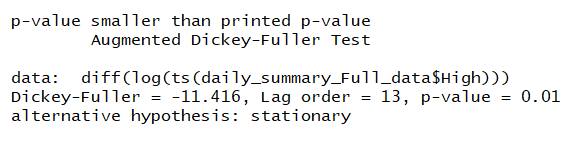 p-value smaller than printed p-value
Augmented Dickey-Fuller Test
data: diff(log(ts(daily_summary_Full_data$High)))
Dickey-Fuller = -11.416, Lag order = 13, p-value = 0.01
alternative hypothesis: stationary